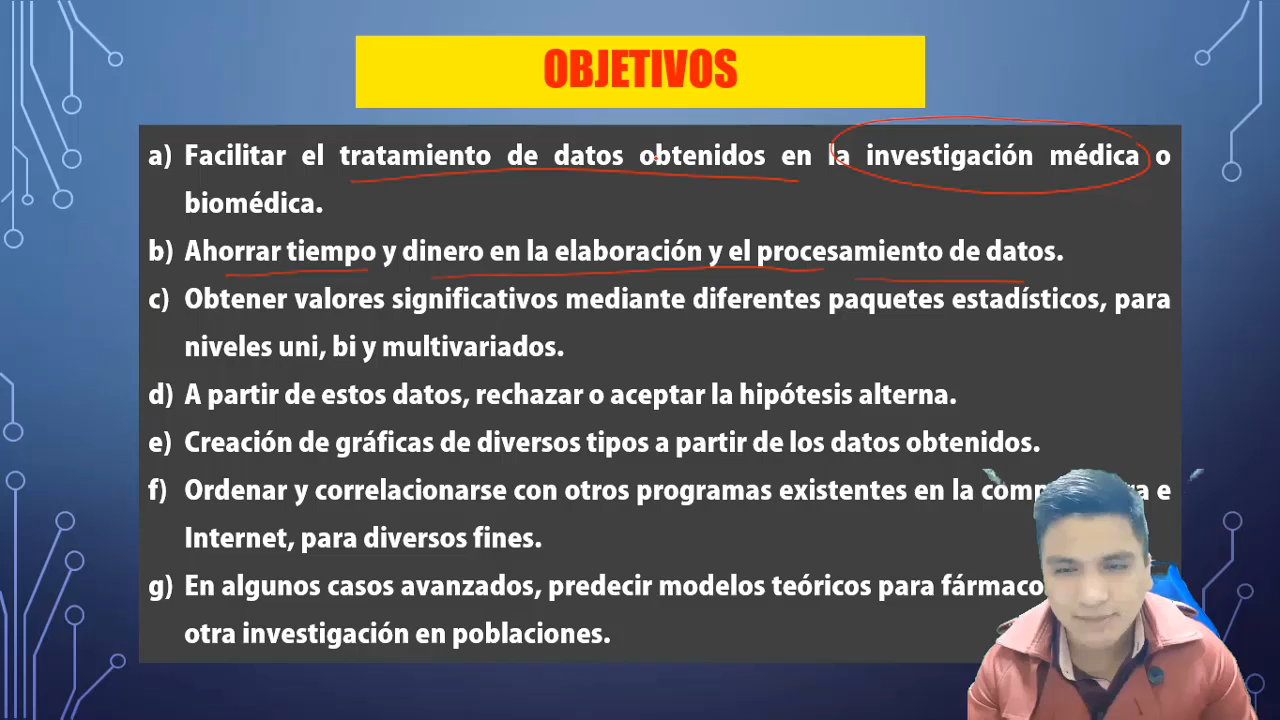 OBJETIVOS
a) Facilitar el tratamiento de datos obtenidos en la investigación médica o
biomédica.
b) Ahorrar tiempo y dinero en la elaboración y el procesamiento de datos.
c) Obtener valores significativos mediante diferentes paquetes estadísticos, para
niveles uni, bi y multivariados.
d) A partir de estos datos, rechazar o aceptar la hipótesis alterna.
e) Creación de gráficas de diversos tipos a partir de los datos obtenidos.
f) Ordenar y correlacionarse con otros programas existentes en la e
Internet, para diversos fines.
g) En algunos casos avanzados, predecir modelos teóricos para
otra investigación en poblaciones.